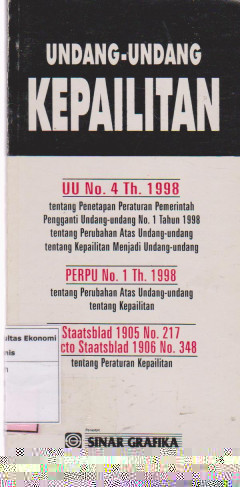 UNDANG-UNDANG
KEPAILITAN
UU No. 4 Th. 1998
tentang Penetapan Peraturan Pemerintah
Pengganti Undang-undang No. 1 Tahun 1998
tentang Perubahan Atas Undang-undang
tentang Kepailitan Menjadi Undang-undang
PERPU No. 1 Th. 1998
tentang Perubahan Atas Undang-undang
tentang Kepailitan
ultas Ekonomi
nis
Staatsblad 1905 No. 217
cto Staatsblad 1906 No. 348
tentang Peraturan Kepailitan
Penerbit
SINAR GRAFIKA